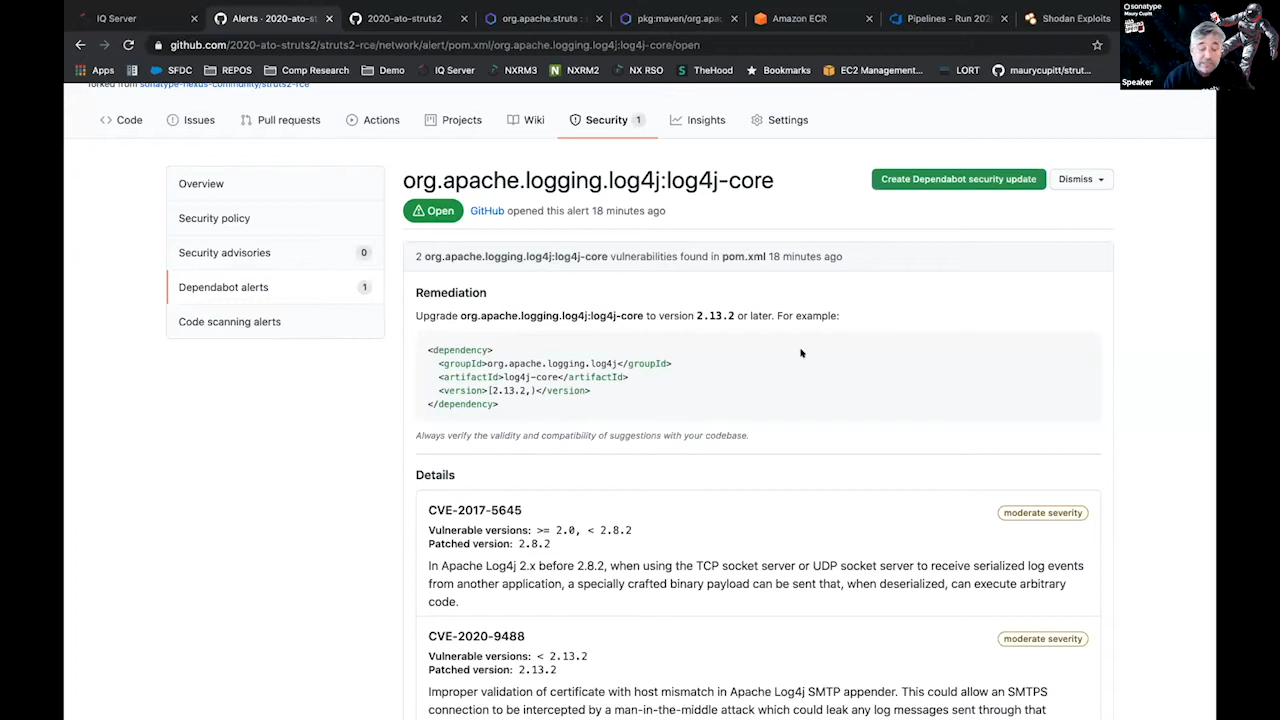 IQ Server
Alerts · 2020-ato-st
2020-ato-struts2
org.apache.struts :
pkg:maven/org.apac
Amazon ECR
Pipelines - Run 202
Shodan Exploits
github.com/2020-ato-struts2/struts2-rce/network/alert/pom.xml/org.apache.logging.log4j:log4j-core/open
Apps
SFDC
REPOS
Comp Research
Demo
IQ Server
NXRM3
NXRM2
NX RSO
TheHood
Bookmarks
EC2 Management...
LORT
maurycupitt/strut...
sonatype
Maury Cupitt
Speaker
forked from sonatype-nexus-community/struts2-rce
Code
Issues
Pull requests
Actions
Projects
Wiki
Security 1
Insights
Settings
Overview
Security policy
Security advisories 0
Dependabot alerts 1
Code scanning alerts
org.apache.logging.log4j:log4j-core
Create Dependabot security update
Dismiss
Open
GitHub opened this alert 18 minutes ago
2 org.apache.logging.log4j:log4j-core vulnerabilities found in pom.xml 18 minutes ago
Remediation
Upgrade org.apache.logging.log4j:log4j-core to version 2.13.2 or later. For example:
<dependency>
<groupId>org.apache.logging.log4j</groupId>
<artifactId>log4j-core</artifactId>
<version>[2.13.2,)</version>
</dependency>
Always verify the validity and compatibility of suggestions with your codebase.
Details
CVE-2017-5645
moderate severity
Vulnerable versions: >= 2.0, < 2.8.2
Patched version: 2.8.2
In Apache Log4j 2.x before 2.8.2, when using the TCP socket server or UDP socket server to receive serialized log events
from another application, a specially crafted binary payload can be sent that, when deserialized, can execute arbitrary
code.
CVE-2020-9488
moderate severity
Vulnerable versions: < 2.13.2
Patched version: 2.13.2
Improper validation of certificate with host mismatch in Apache Log4j SMTP appender. This could allow an SMTPS
connection to be intercepted by a man-in-the-middle attack which could leak any log messages sent through that